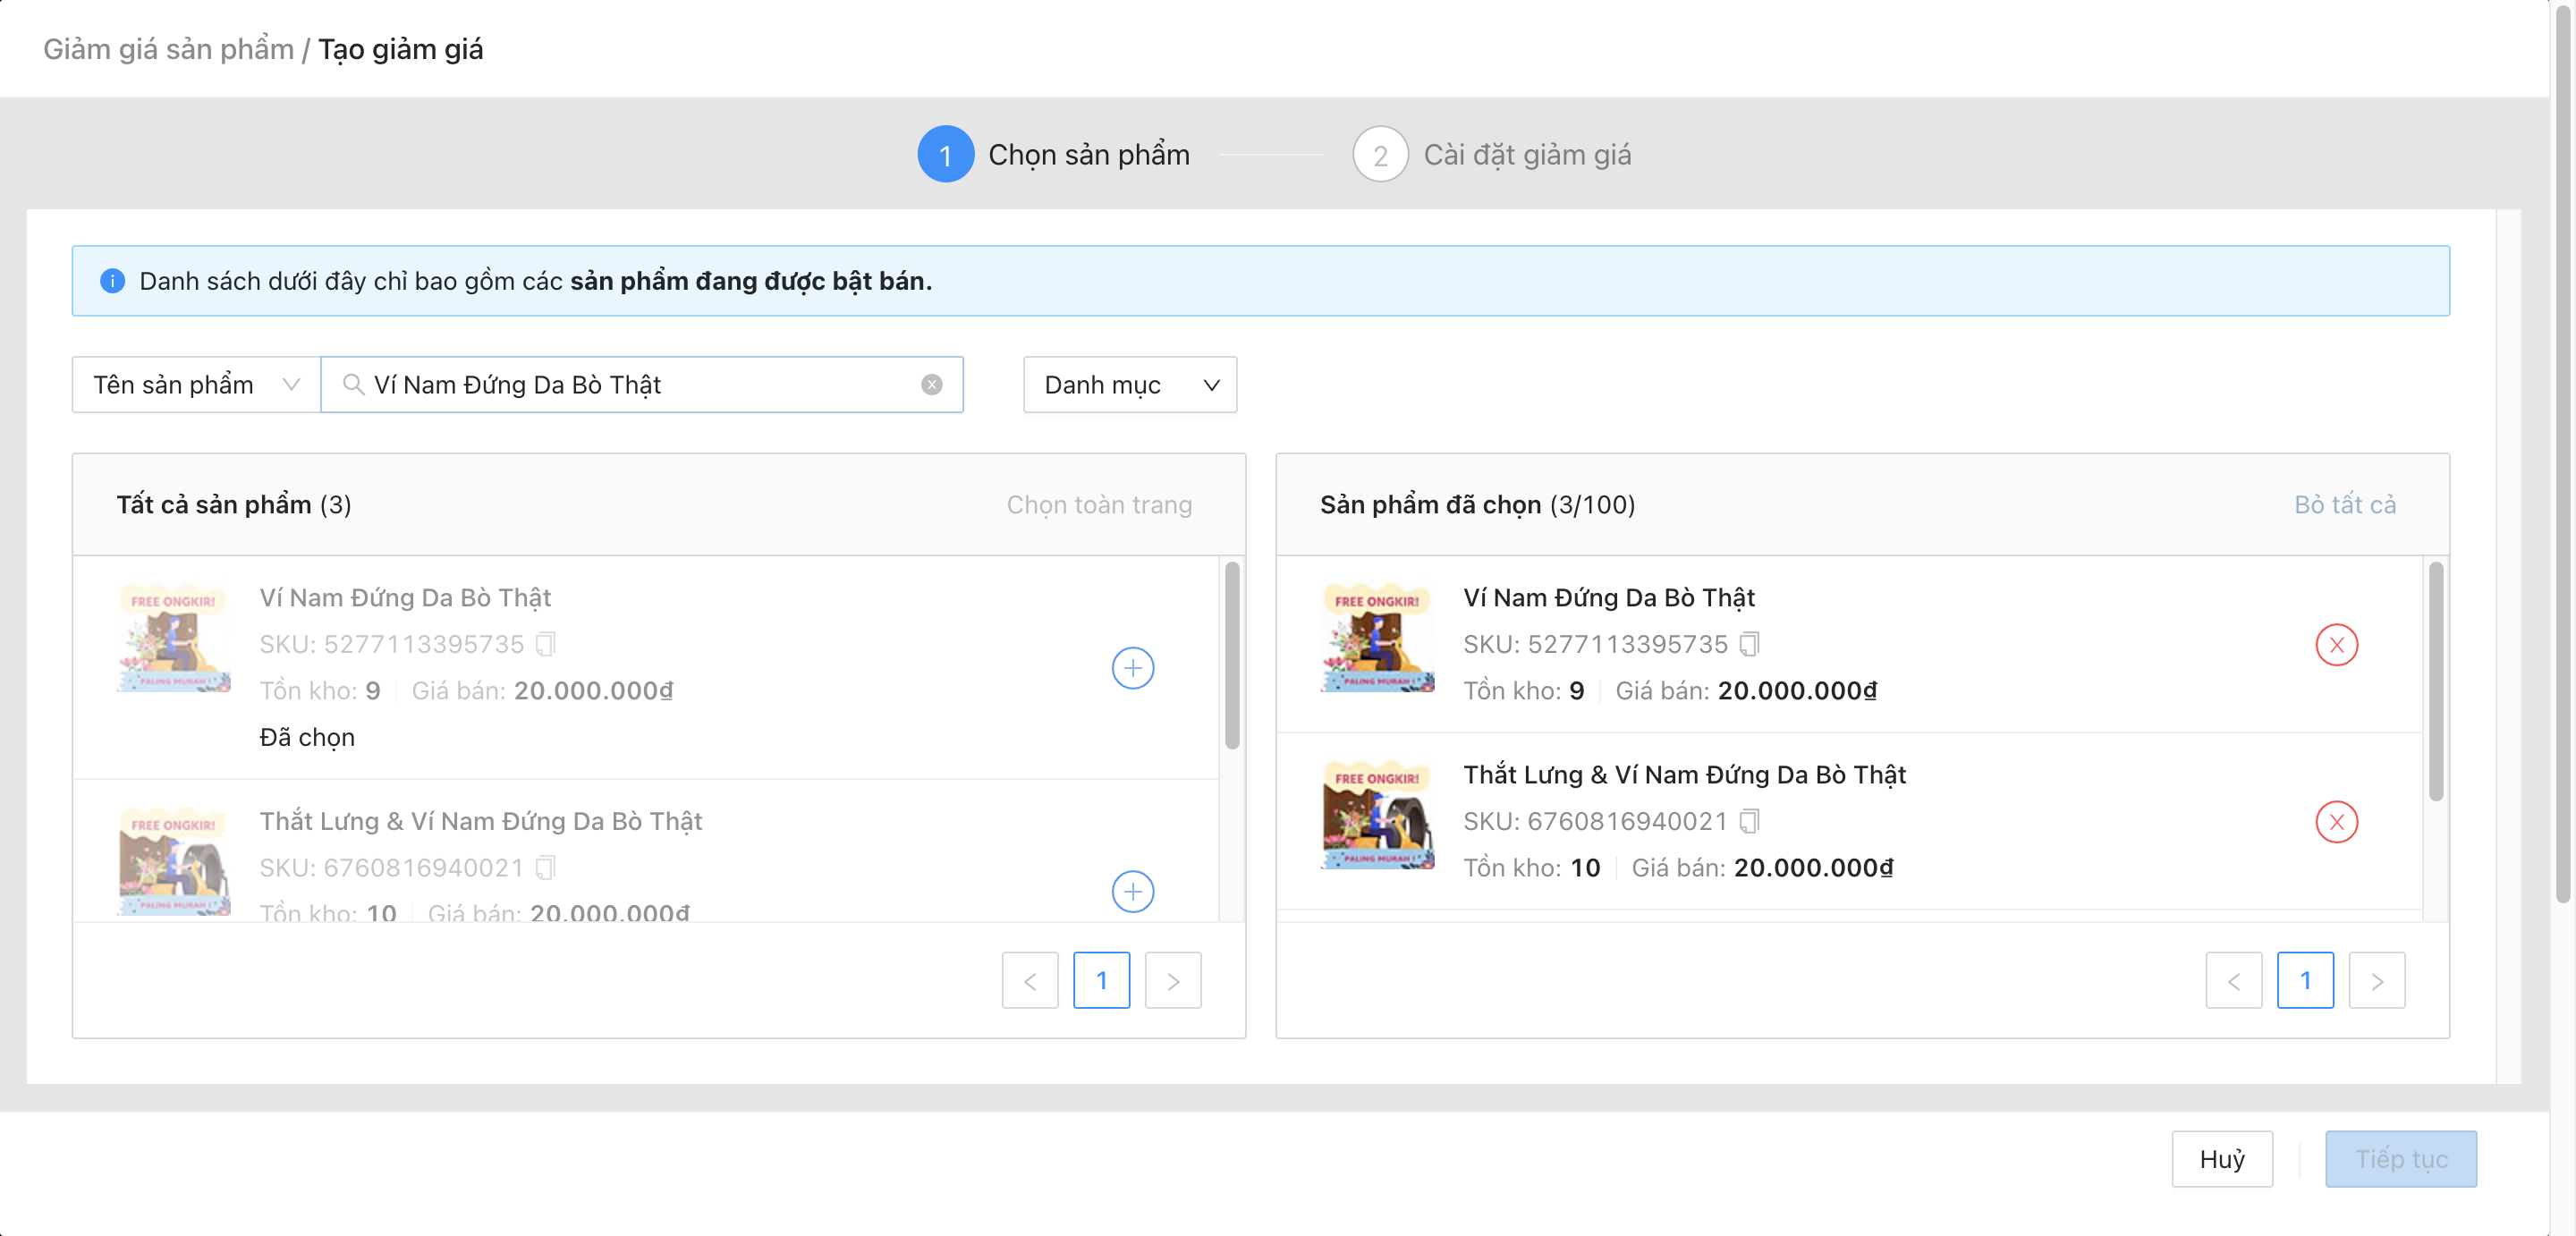 Giảm giá sản phẩm / Tạo giảm giá
1 Chọn sản phẩm
2 Cài đặt giảm giá
Danh sách dưới đây chỉ bao gồm các sản phẩm đang được bật bán.
Tên sản phẩm
Ví Nam Đứng Da Bò Thật
Danh mục
Tất cả sản phẩm (3)
Chọn toàn trang
FREE ONGKIR!
PALING MURAH !
Ví Nam Đứng Da Bò Thật
SKU: 5277113395735
Tồn kho: 9
Giá bán: 20.000.000₫
Đã chọn
FREE ONGKIR!
PALING MURAH !
Thắt Lưng & Ví Nam Đứng Da Bò Thật
SKU: 6760816940021
Tồn kho: 10
Giá bán: 20.000.000₫
1
Sản phẩm đã chọn (3/100)
Bỏ tất cả
FREE ONGKIR!
PALING MURAH !
Ví Nam Đứng Da Bò Thật
SKU: 5277113395735
Tồn kho: 9
Giá bán: 20.000.000₫
FREE ONGKIR!
PALING MURAH !
Thắt Lưng & Ví Nam Đứng Da Bò Thật
SKU: 6760816940021
Tồn kho: 10
Giá bán: 20.000.000₫
1
Huỷ
Tiếp tục